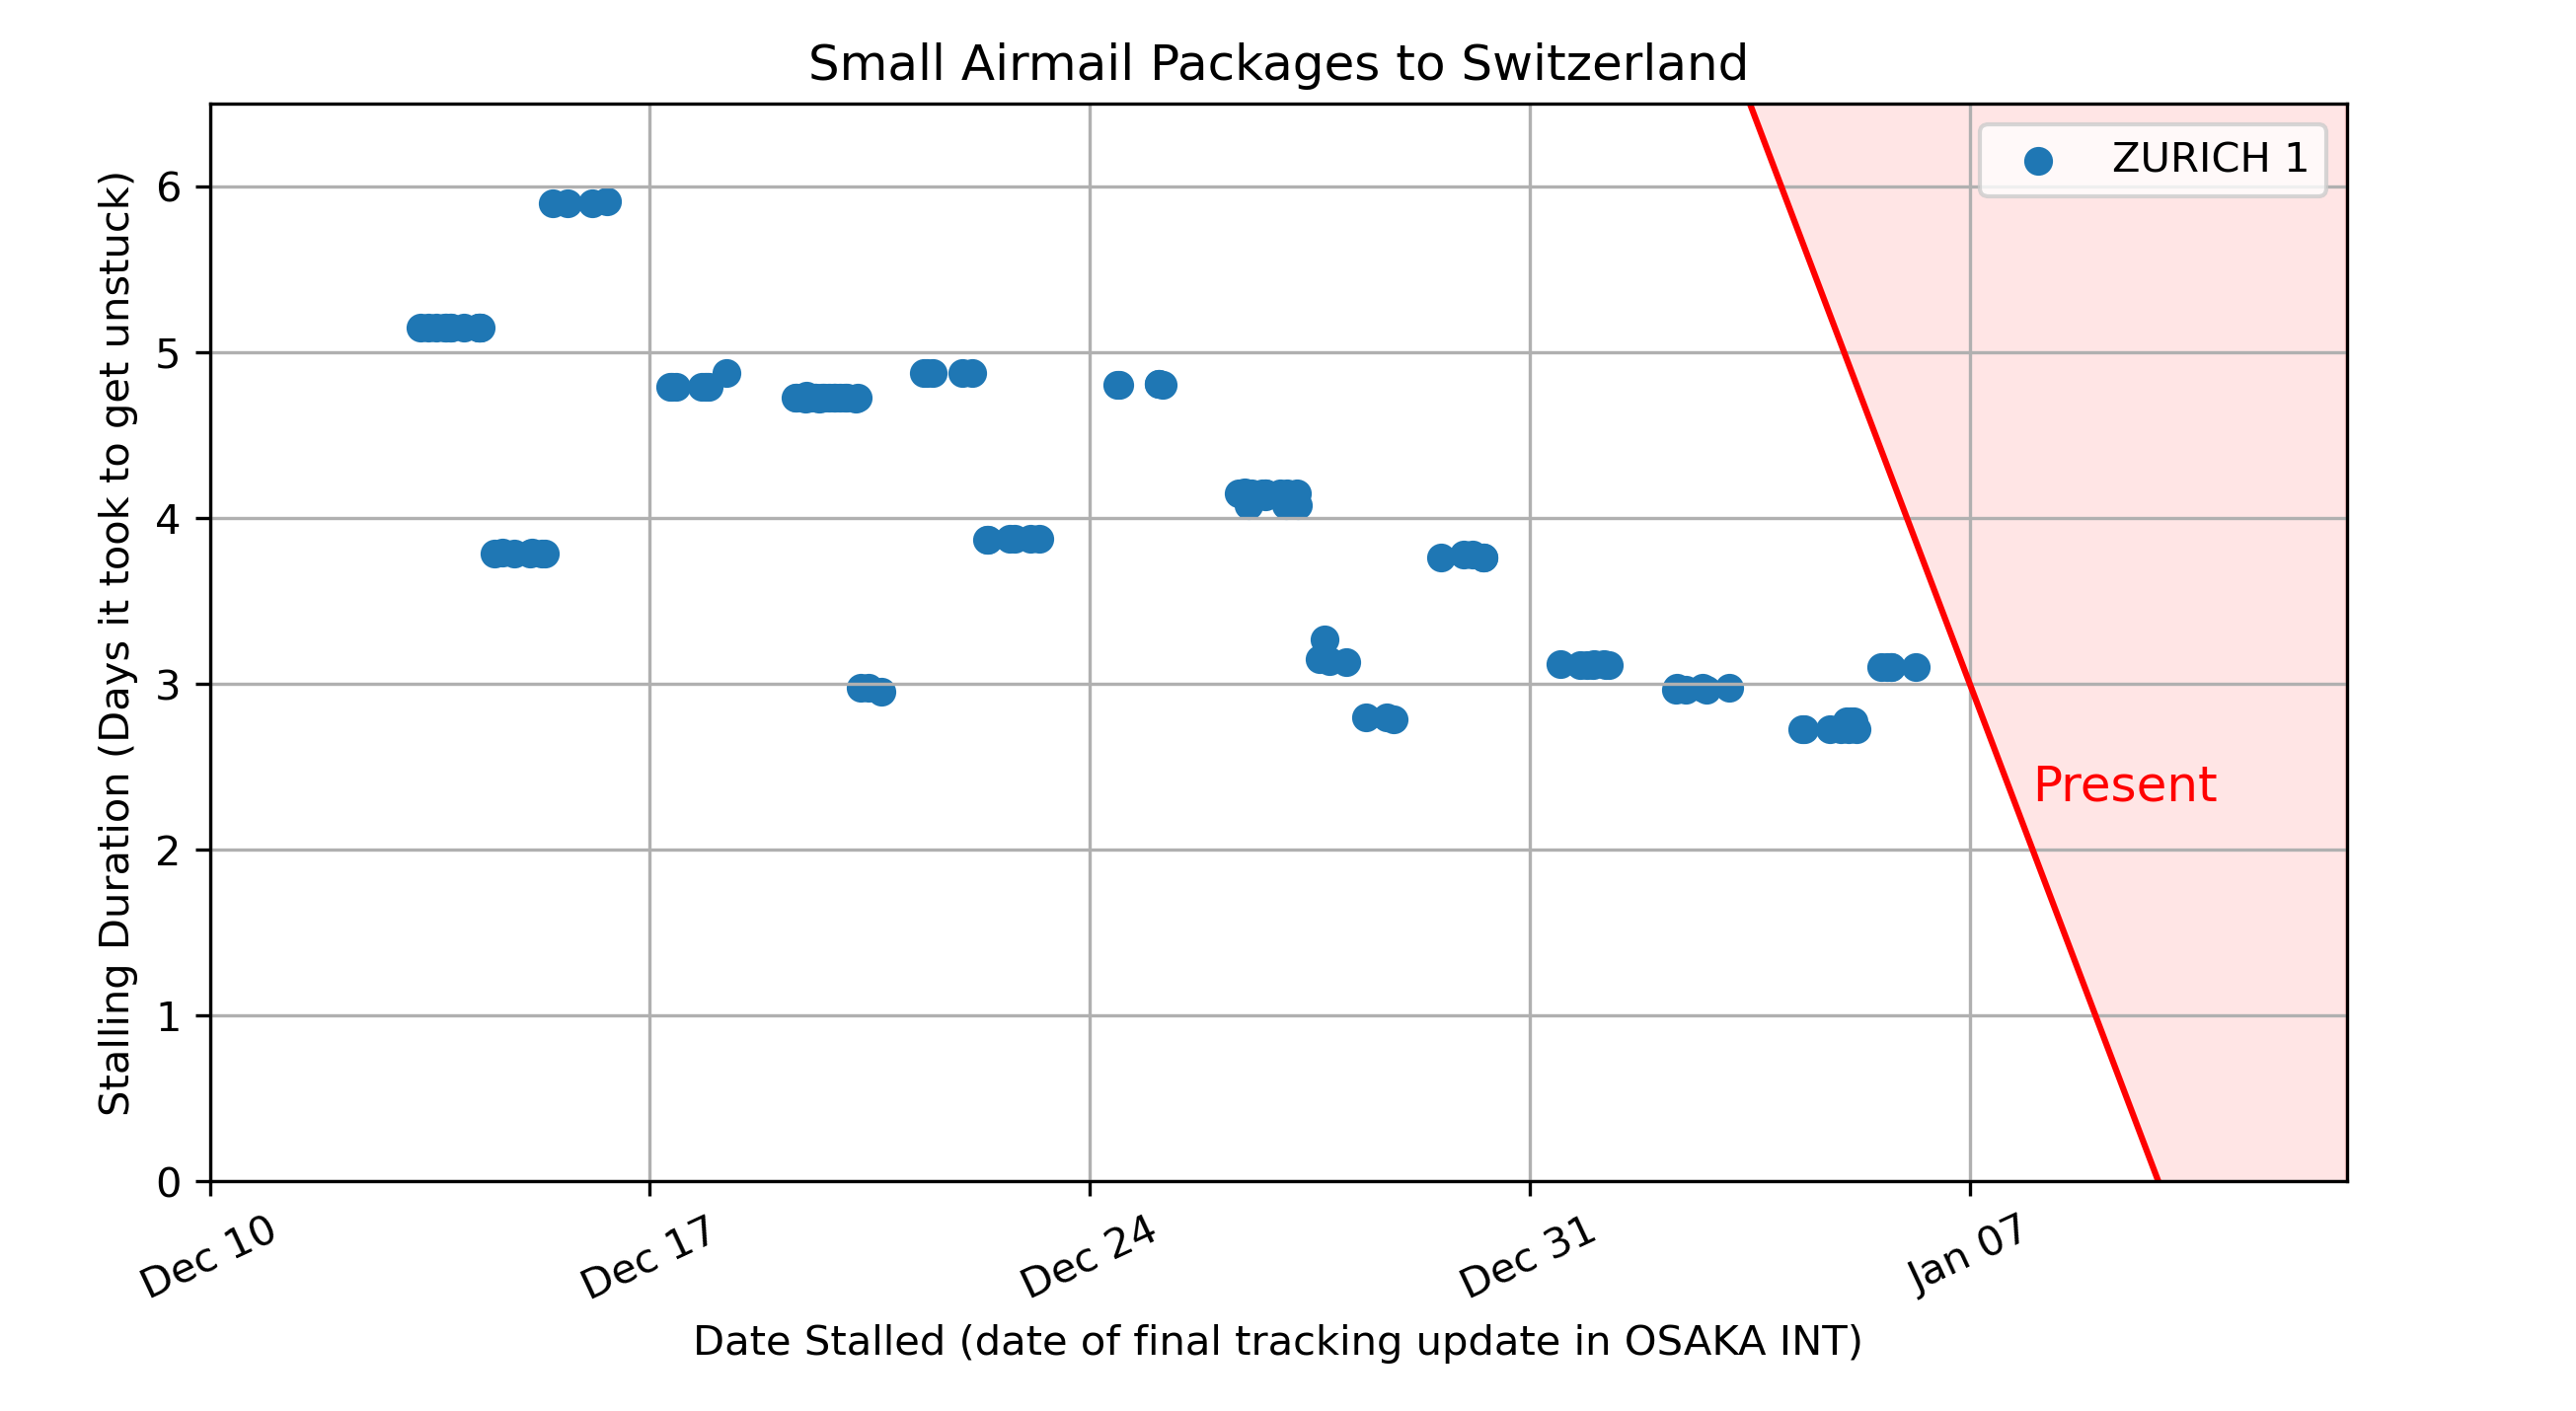 Small Airmail Packages to Switzerland
ZURICH 1
Present
Stalling Duration (Days it took to get unstuck)
6
5
4
3
2
1
0
Dec 10
Dec 17
Dec 24
Dec 31
Jan 07
Date Stalled (date of final tracking update in OSAKA INT)